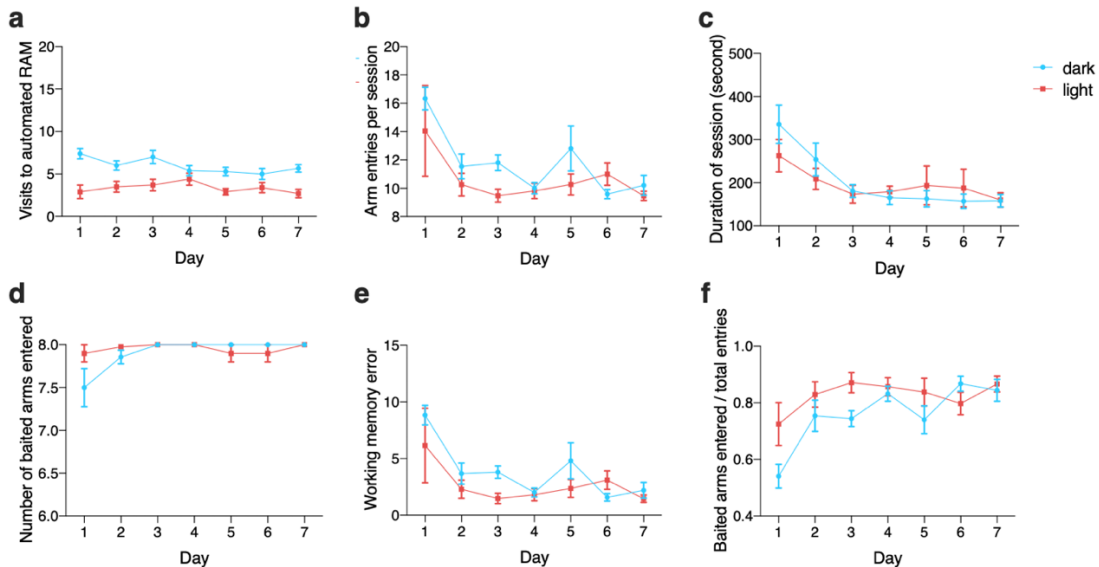 a
Visits to automated RAM
20
15
10
5
0
1 2 3 4 5 6 7
Day
b
Arm entries per session
20
18
16
14
12
10
8
1 2 3 4 5 6 7
Day
c
Duration of session (second)
500
400
300
200
100
1 2 3 4 5 6 7
Day
dark
light
d
Number of baited arms entered
8.0
7.5
7.0
6.5
6.0
1 2 3 4 5 6 7
Day
e
Working memory error
15
10
5
0
1 2 3 4 5 6 7
Day
f
Baited arms entered / total entries
1.0
0.8
0.6
0.4
1 2 3 4 5 6 7
Day